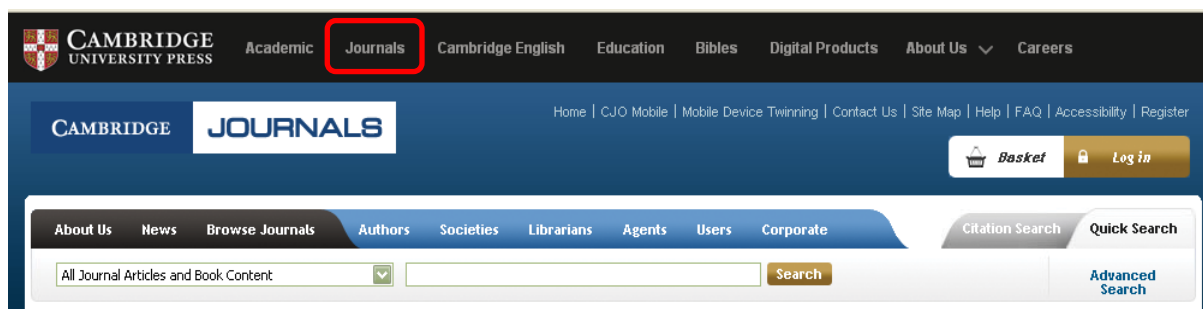 CAMBRIDGE
UNIVERSITY PRESS
Academic Journals Cambridge English Education Bibles Digital Products About Us Careers
CAMBRIDGE JOURNALS
Home | CJO Mobile | Mobile Device Twinning | Contact Us | Site Map | Help | FAQ | Accessibility | Register
Basket Log in
About Us News Browse Journals Authors Societies Librarians Agents Users Corporate Citation Search Quick Search
All Journal Articles and Book Content Search
Advanced
Search